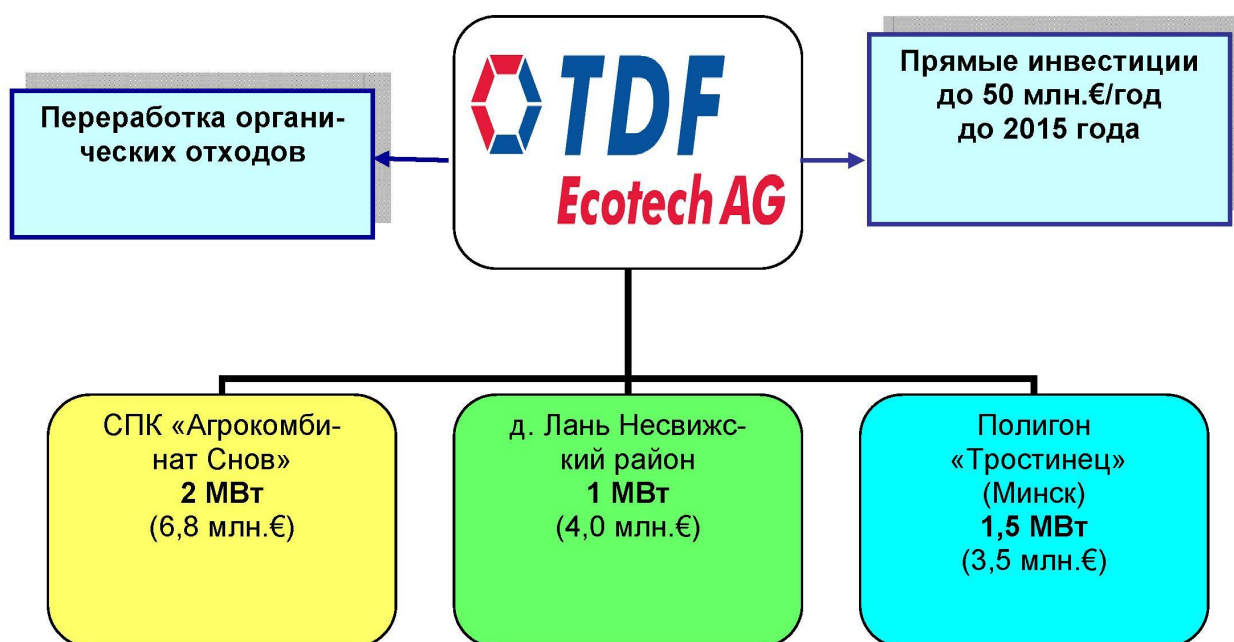 Переработка органи-
ческих отходов
TDF
Ecotech AG
Прямые инвестиции
до 50 млн.€/год
до 2015 года
СПК «Агрокомби-
нат Снов»
2 МВт
(6,8 млн.€)
д. Лань Несвижс-
кий район
1 МВт
(4,0 млн.€)
Полигон
«Тростинец»
(Минск)
1,5 МВт
(3,5 млн.€)